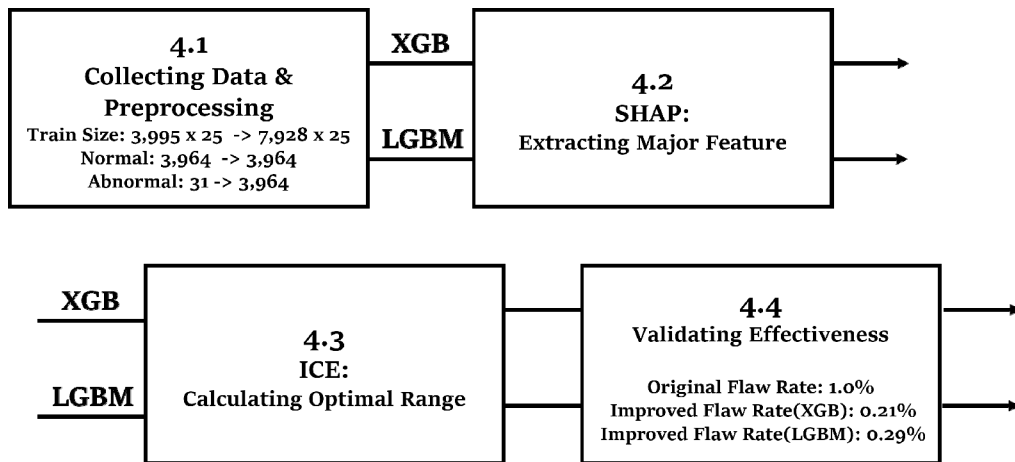 4.1
Collecting Data &
Preprocessing
Train Size: 3,995 x 25 -> 7,928 x 25
Normal: 3,964 -> 3,964
Abnormal: 31 -> 3,964
XGB
LGBM
4.2
SHAP:
Extracting Major Feature
XGB
LGBM
4.3
ICE:
Calculating Optimal Range
4.4
Validating Effectiveness
Original Flaw Rate: 1.0%
Improved Flaw Rate(XGB): 0.21%
Improved Flaw Rate(LGBM): 0.29%